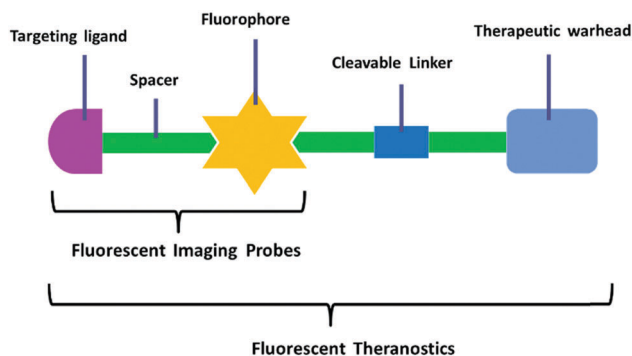 Fluorophore
Targeting ligand
Therapeutic warhead
Cleavable Linker
Spacer
Fluorescent Imaging Probes
Fluorescent Theranostics